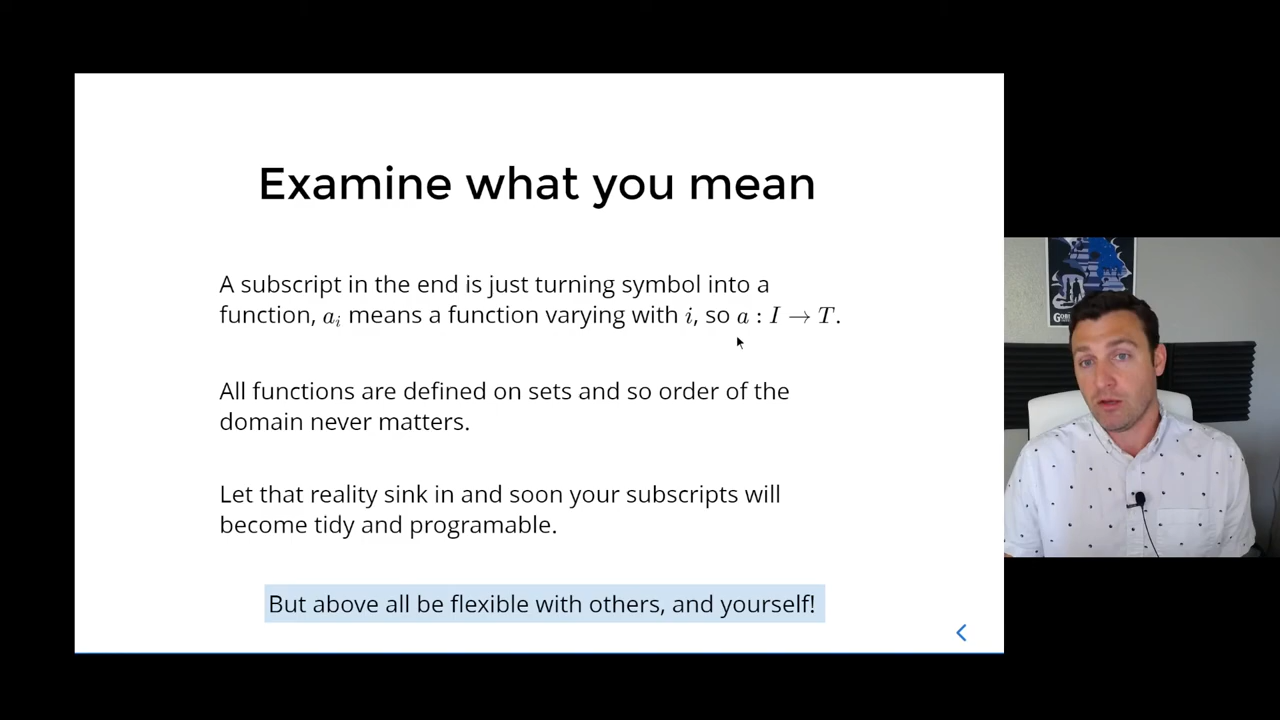 Examine what you mean
A subscript in the end is just turning symbol into a
function, aᵢ means a function varying with i, so a : I → T.
All functions are defined on sets and so order of the
domain never matters.
Let that reality sink in and soon your subscripts will
become tidy and programable.
But above all be flexible with others, and yourself!